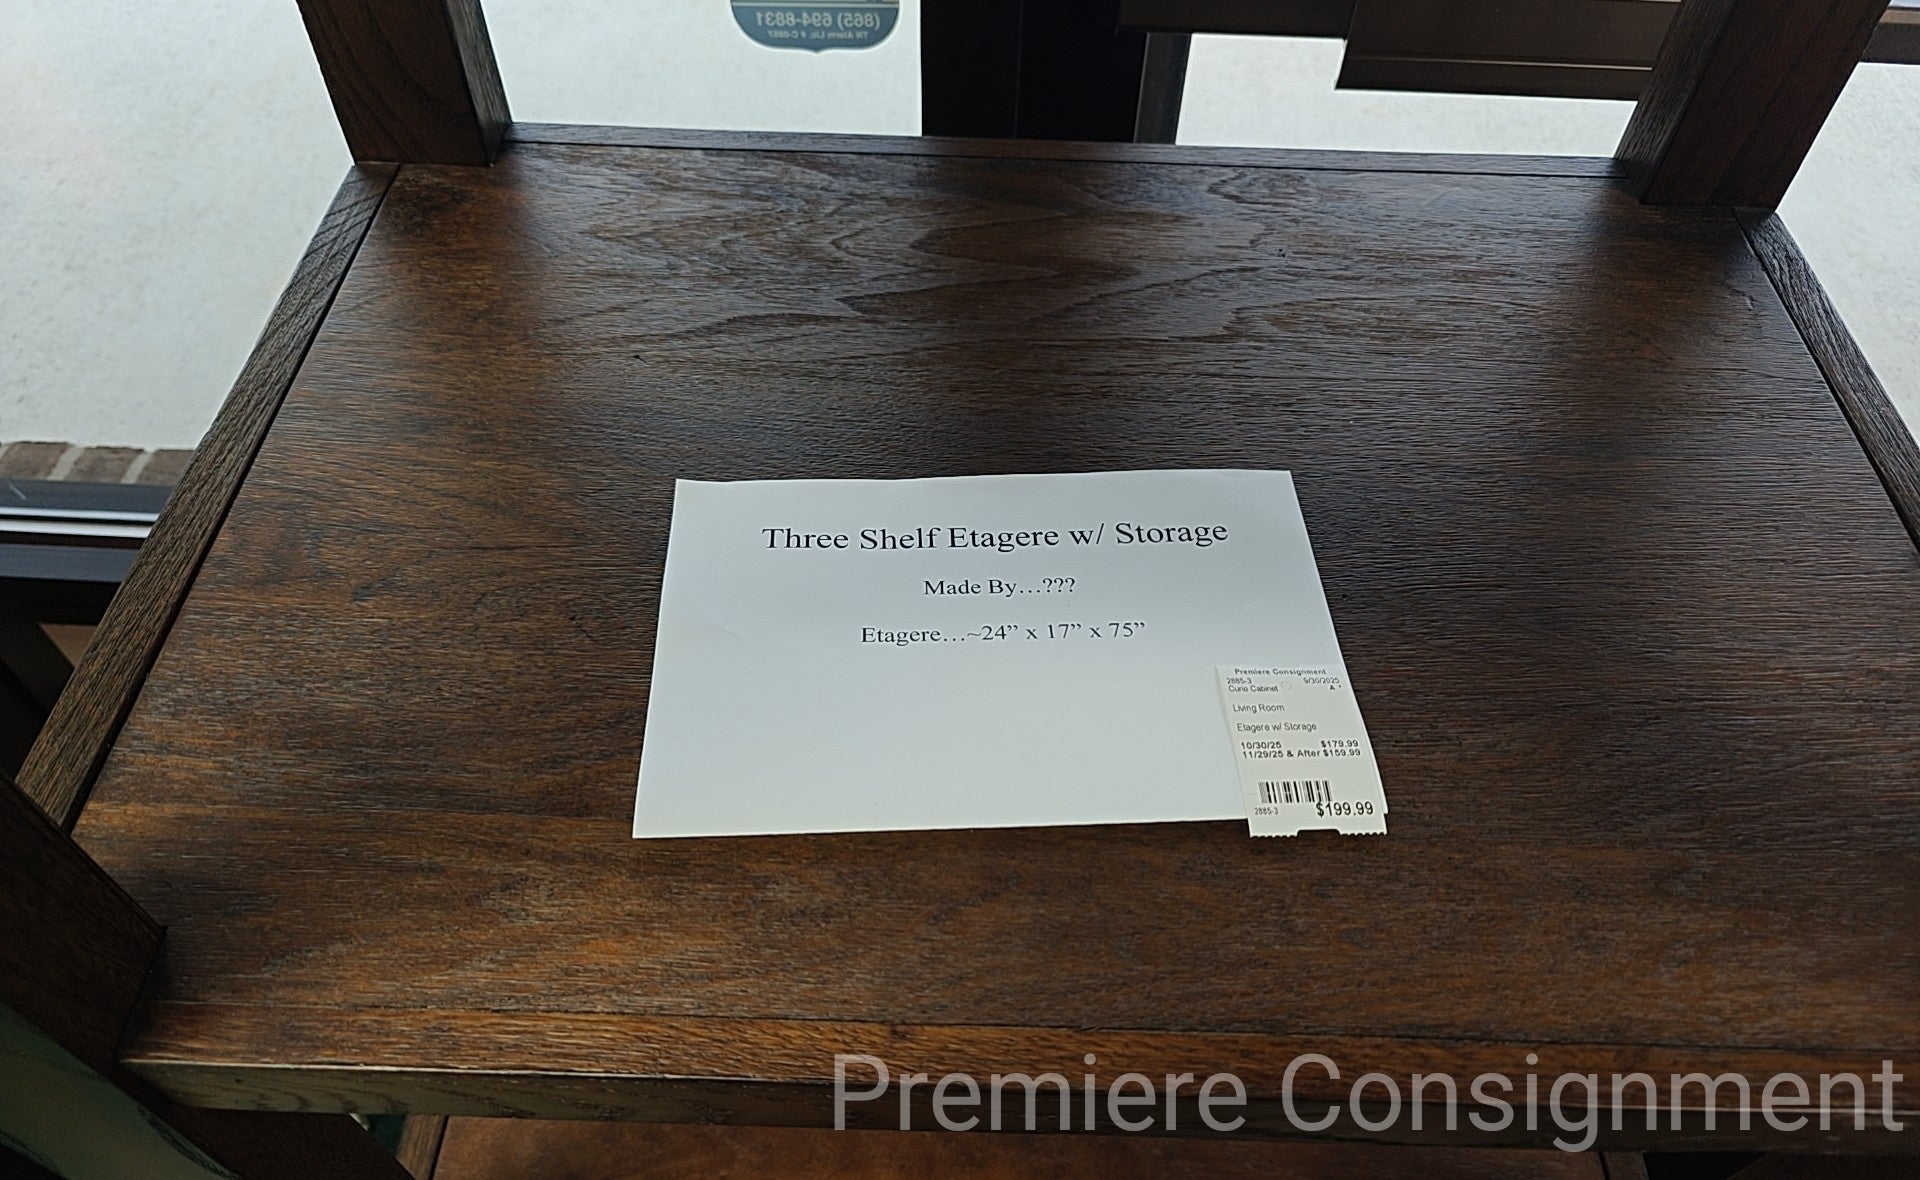 (865) 694-8831
TN Alarm Lic. # C-0887
Three Shelf Etagere w/ Storage
Made By…???
Etagere…~24” x 17” x 75”
Premiere Consignment
2885-3 9/30/2025
Curio Cabinet A *
Living Room
Etagere w/ Storage
10/30/25 $179.99
11/29/25 & After $159.99
2885-3 $199.99
Premiere Consignment